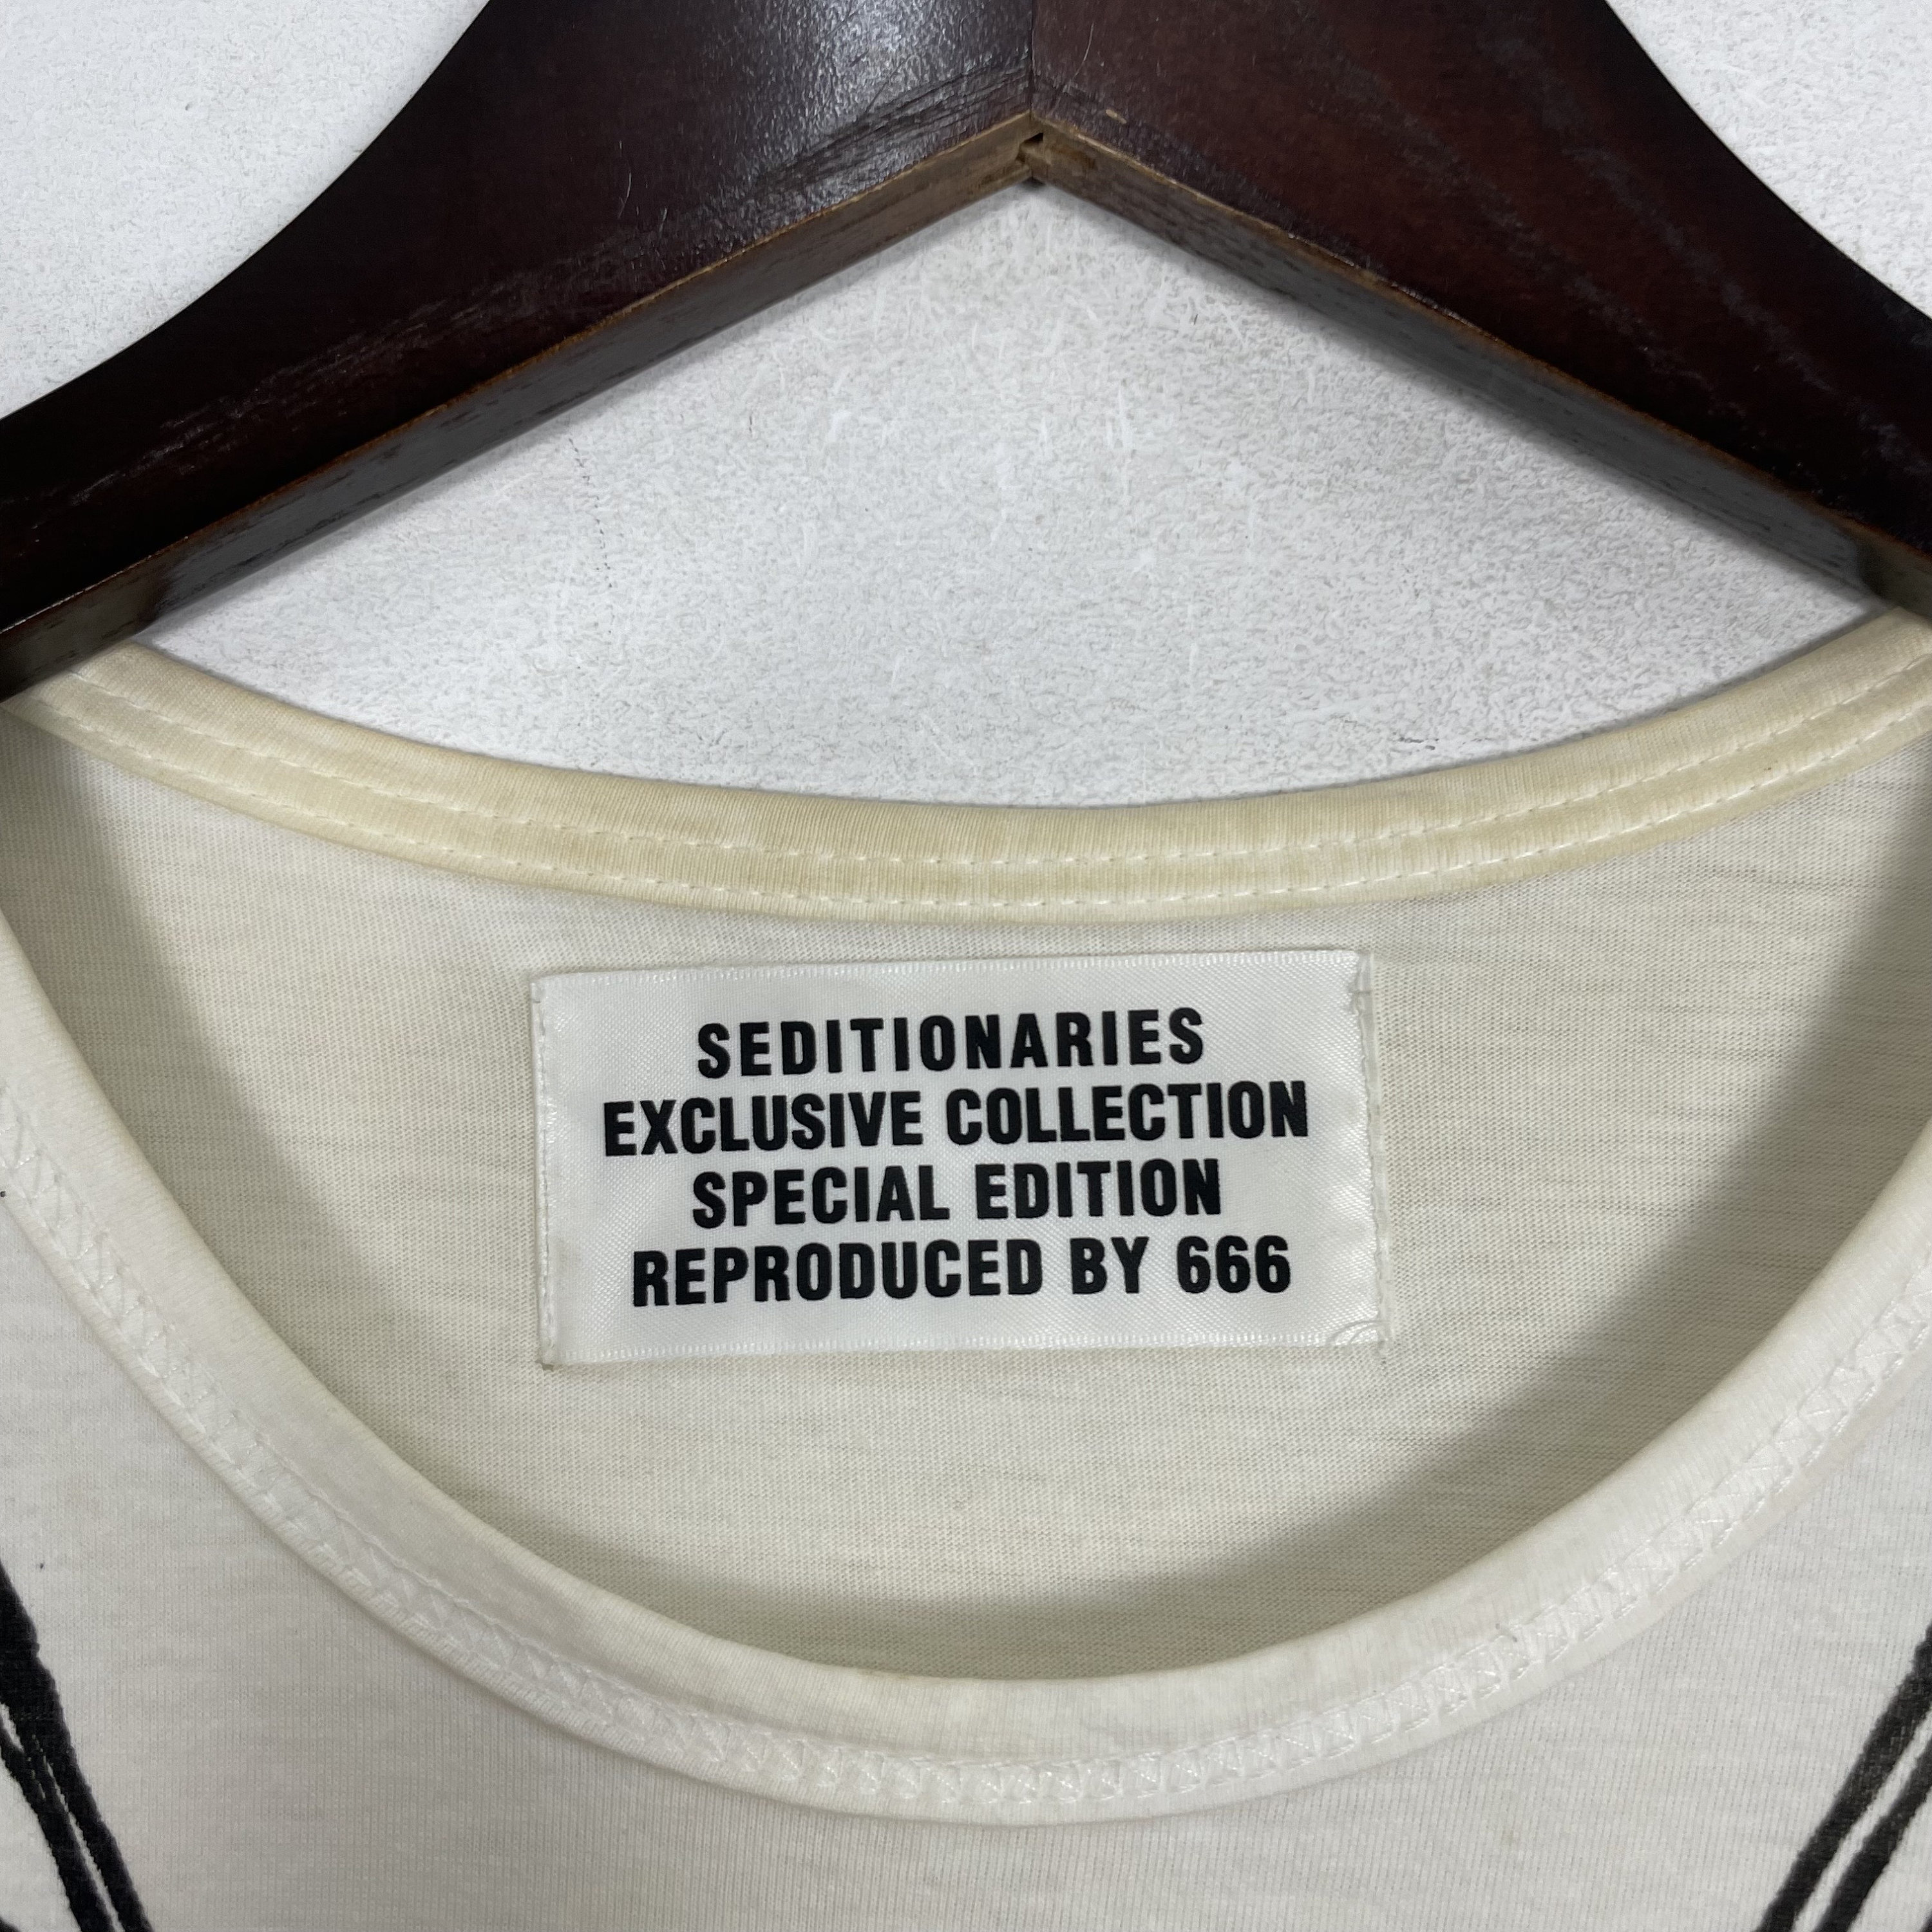 SEDITIONARIES
EXCLUSIVE COLLECTION
SPECIAL EDITION
REPRODUCED BY 666